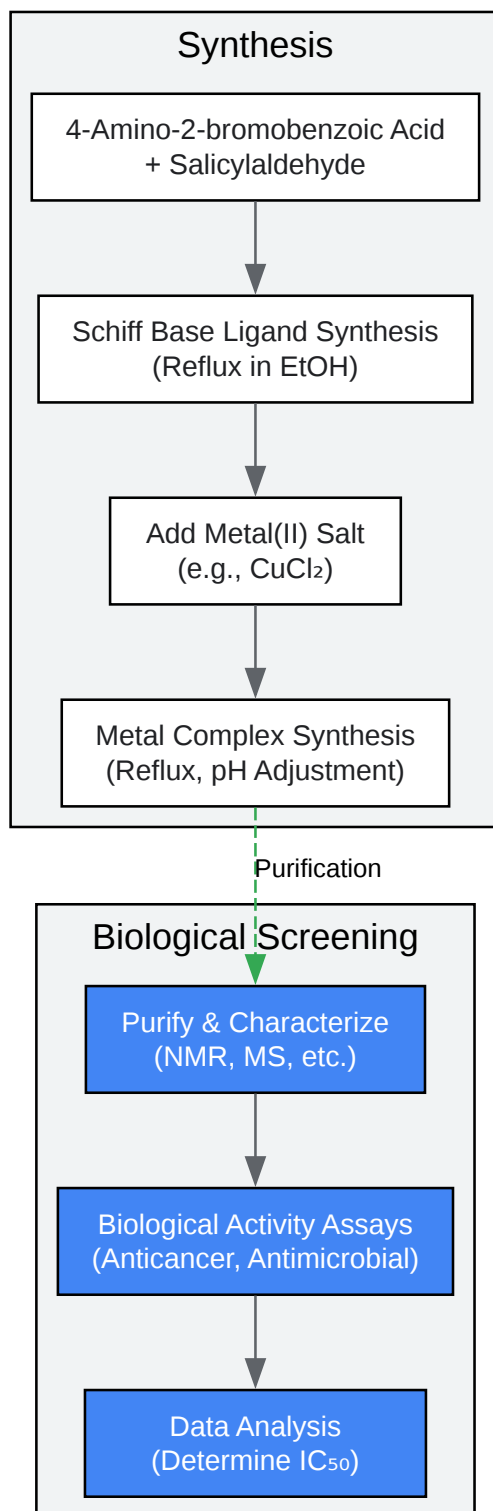 Synthesis
4-Amino-2-bromobenzoic Acid
+ Salicylaldehyde
Schiff Base Ligand Synthesis
(Reflux in EtOH)
Add Metal(II) Salt
(e.g., CuCl₂)
Metal Complex Synthesis
(Reflux, pH Adjustment)
Purification
Biological Screening
Purify & Characterize
(NMR, MS, etc.)
Biological Activity Assays
(Anticancer, Antimicrobial)
Data Analysis
(Determine IC₅₀)